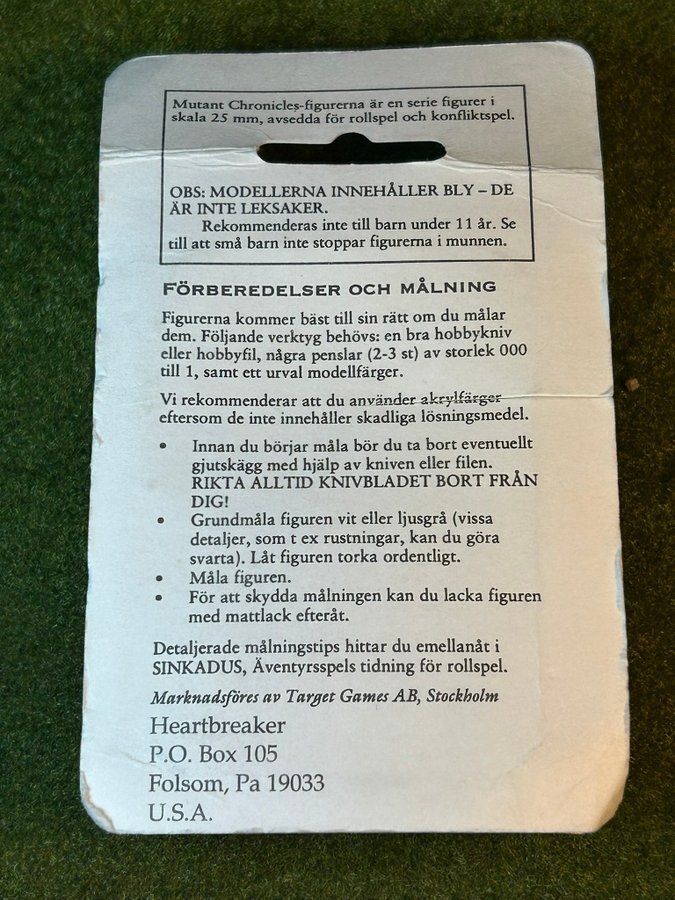 Mutant Chronicles-figurerna är en serie figurer i
skala 25 mm, avsedda för rollspel och konfliktspel.
OBS: MODELLERNA INNEHÅLLER BLY – DE
ÄR INTE LEKSAKER.
Rekommenderas inte till barn under 11 år. Se
till att små barn inte stoppar figurerna i munnen.
FÖRBEREDELSER OCH MÅLNING
Figurerna kommer bäst till sin rätt om du målar
dem. Följande verktyg behövs: en bra hobbykniv
eller hobbyfil, några penslar (2-3 st) av storlek 000
till 1, samt ett urval modellfärger.
Vi rekommenderar att du använder akrylfärger
eftersom de inte innehåller skadliga lösningsmedel.
• Innan du börjar måla bör du ta bort eventuellt
gjutskägg med hjälp av kniven eller filen.
RIKTA ALLTID KNIVBLADET BORT FRÅN
DIG!
• Grundmåla figuren vit eller ljusgrå (vissa
detaljer, som t ex rustningar, kan du göra
svarta). Låt figuren torka ordentligt.
• Måla figuren.
• För att skydda målningen kan du lacka figuren
med mattlack efteråt.
Detaljerade målningstips hittar du emellanåt i
SINKADUS, Äventyrsspels tidning för rollspel.
Marknadsföres av Target Games AB, Stockholm
Heartbreaker
P.O. Box 105
Folsom, Pa 19033
U.S.A.